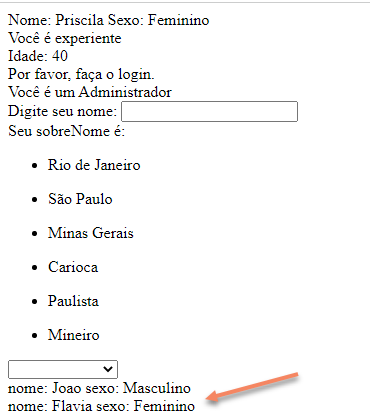 Nome: Priscila Sexo: Feminino
Você é experiente
Idade: 40
Por favor, faça o login.
Você é um Administrador
Digite seu nome:
Seu sobreNome é:
Rio de Janeiro
São Paulo
Minas Gerais
Carioca
Paulista
Mineiro
nome: Joao sexo: Masculino
nome: Flavia sexo: Feminino